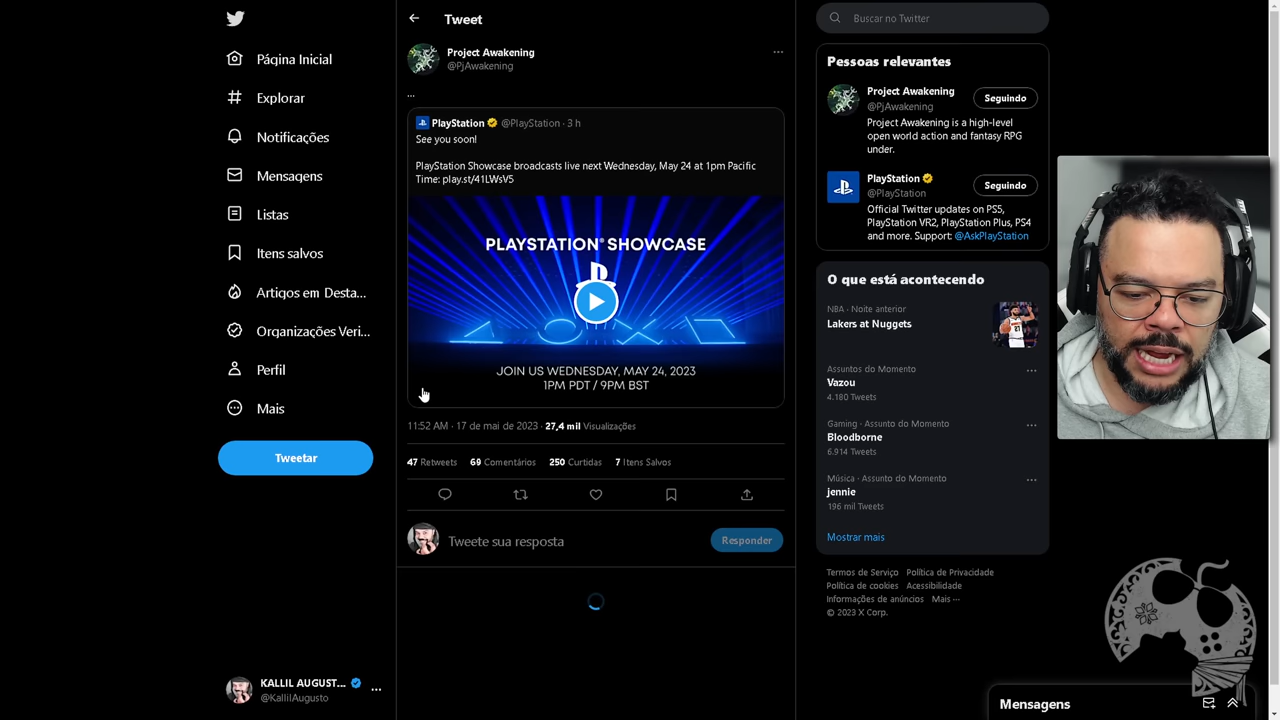 Tweet
Buscar no Twitter
Página Inicial
Explorar
Notificações
Mensagens
Listas
Itens salvos
Artigos em Desta...
Organizações Veri...
Perfil
Mais
Tweetar
KALLIL AUGUST...
@KallilAugusto
Project Awakening
@PjAwakening
...
PlayStation @PlayStation · 3 h
See you soon!
PlayStation Showcase broadcasts live next Wednesday, May 24 at 1pm Pacific
Time: play.st/41LWsV5
PLAYSTATION® SHOWCASE
JOIN US WEDNESDAY, MAY 24, 2023
1PM PDT / 9PM BST
11:52 AM · 17 de mai de 2023 · 27,4 mil Visualizações
47 Retweets 69 Comentários 250 Curtidas 7 Itens Salvos
Tweete sua resposta
Responder
Pessoas relevantes
Project Awakening
@PjAwakening
Seguindo
Project Awakening is a high-level
open world action and fantasy RPG
under.
PlayStation
@PlayStation
Seguindo
Official Twitter updates on PS5,
PlayStation VR2, PlayStation Plus, PS4
and more. Support: @AskPlayStation
O que está acontecendo
NBA · Noite anterior
Lakers at Nuggets
Assuntos do Momento
Vazou
4.180 Tweets
Gaming · Assunto do Momento
Bloodborne
6.914 Tweets
Música · Assunto do Momento
jennie
196 mil Tweets
Mostrar mais
Termos de Serviço Política de Privacidade
Política de cookies Acessibilidade
Informações de anúncios Mais ···
© 2023 X Corp.
Mensagens